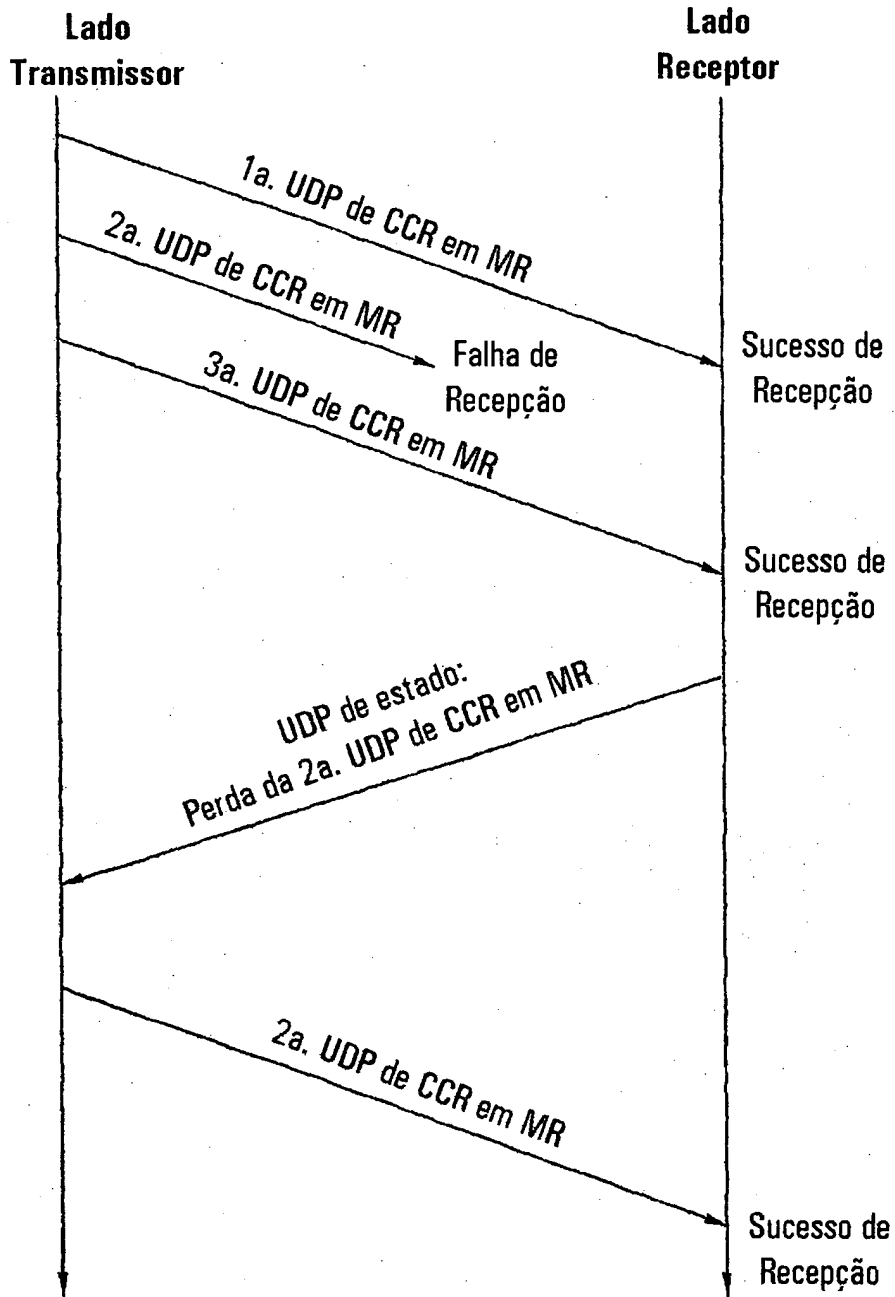 Lado
Transmissor
Lado
Receptor
1a. UDP de CCR em MR
2a. UDP de CCR em MR
Falha de
Recepção
Sucesso de
Recepção
3a. UDP de CCR em MR
Sucesso de
Recepção
UDP de estado:
Perda da 2a. UDP de CCR em MR
2a. UDP de CCR em MR
Sucesso de
Recepção